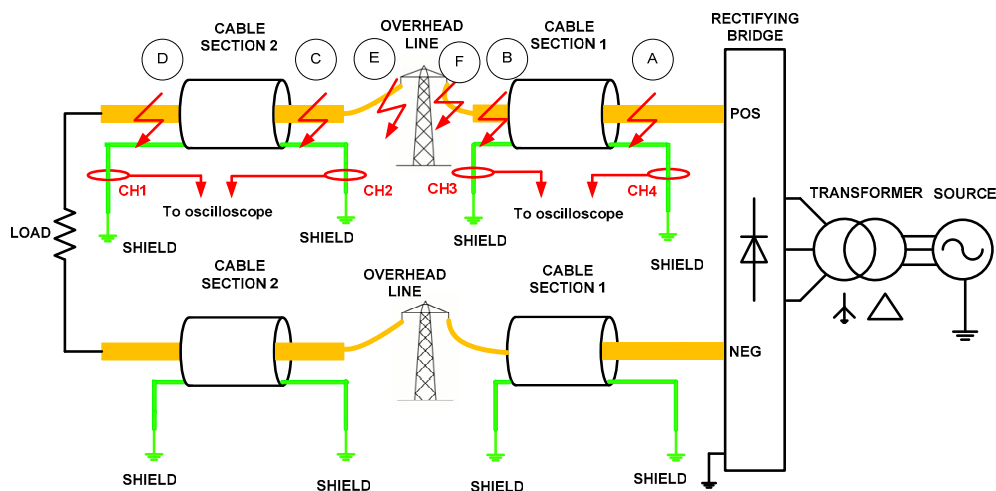 CABLE
SECTION 2
OVERHEAD
LINE
CABLE
SECTION 1
RECTIFYING
BRIDGE
D
C
E
F
B
A
POS
CH1
CH2
CH3
CH4
To oscilloscope
To oscilloscope
TRANSFORMER
SOURCE
LOAD
SHIELD
SHIELD
SHIELD
SHIELD
CABLE
SECTION 2
OVERHEAD
LINE
CABLE
SECTION 1
NEG
SHIELD
SHIELD
SHIELD
SHIELD